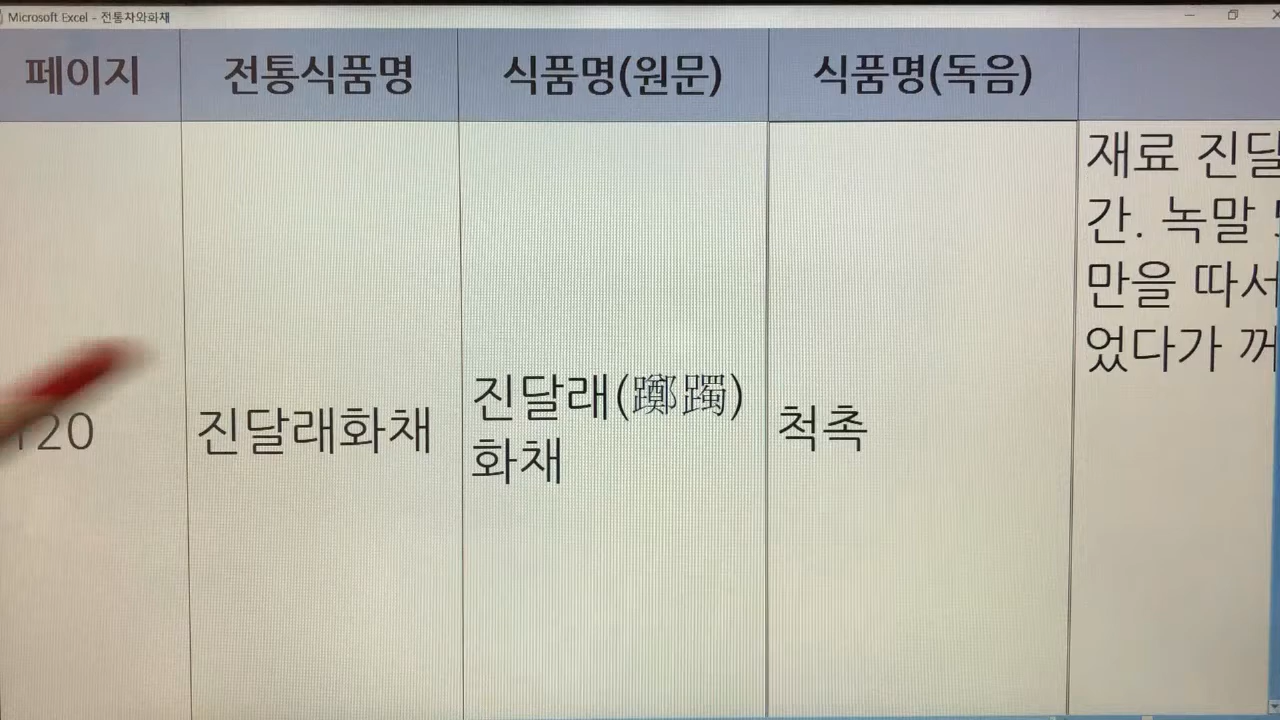 Microsoft Excel - 전통차와화채
페이지 전통식품명 식품명(원문) 식품명(독음)
재료 진달
간. 녹말
만을 따서
었다가 꺼
진달래(躑躅)
120 진달래화채 척촉
화채